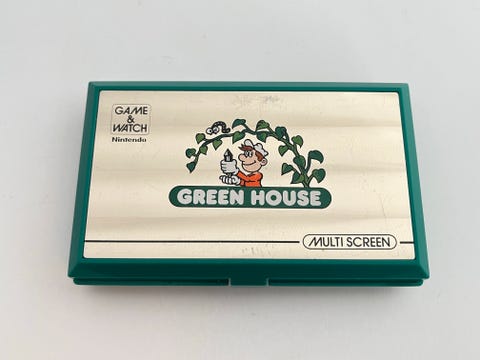 GAME
&
WATCH
Nintendo
GREEN HOUSE
MULTI SCREEN